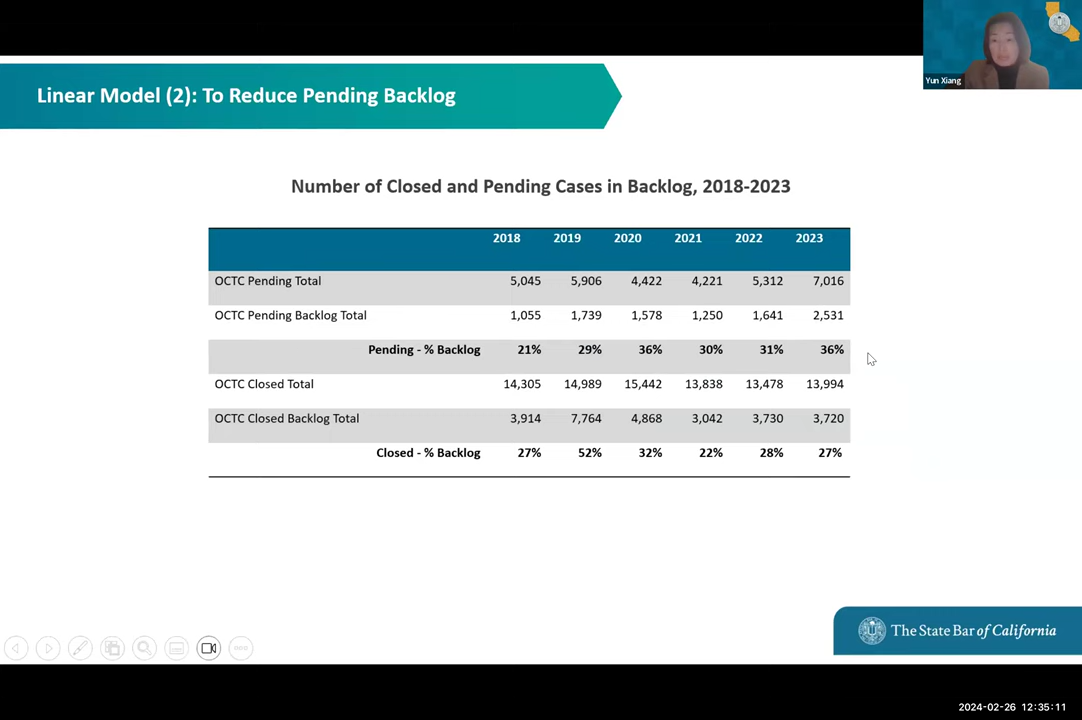 Yun Xiang
Linear Model (2): To Reduce Pending Backlog
Number of Closed and Pending Cases in Backlog, 2018-2023
2018 2019 2020 2021 2022 2023
OCTC Pending Total 5,045 5,906 4,422 4,221 5,312 7,016
OCTC Pending Backlog Total 1,055 1,739 1,578 1,250 1,641 2,531
Pending - % Backlog 21% 29% 36% 30% 31% 36%
OCTC Closed Total 14,305 14,989 15,442 13,838 13,478 13,994
OCTC Closed Backlog Total 3,914 7,764 4,868 3,042 3,730 3,720
Closed - % Backlog 27% 52% 32% 22% 28% 27%
The State Bar of California
2024-02-26 12:35:11